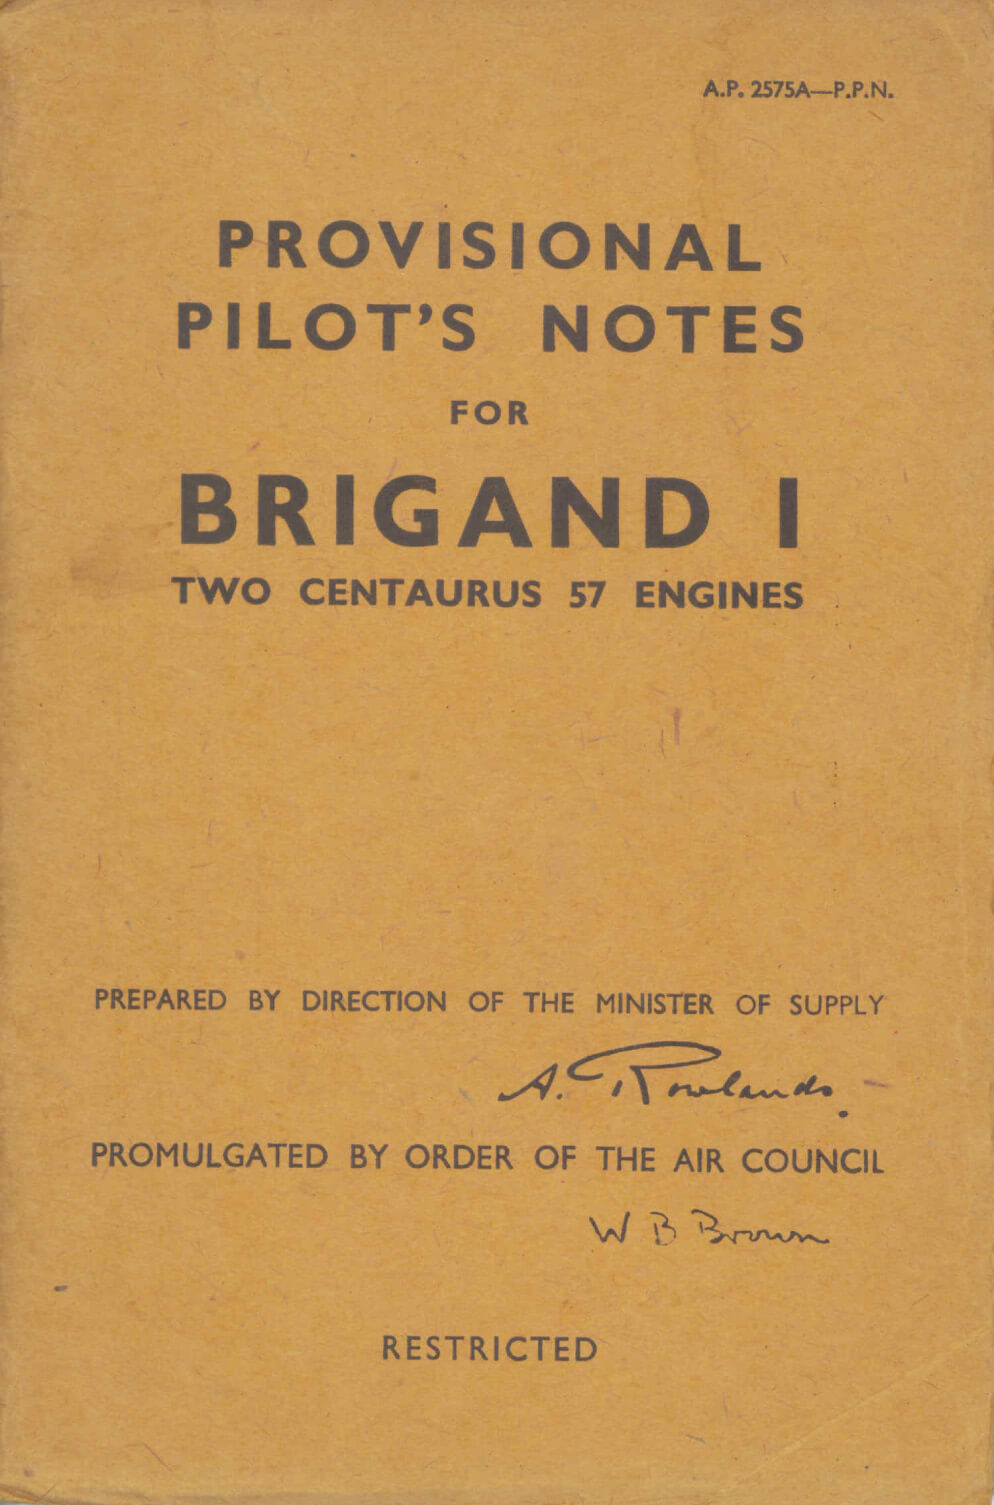 A.P. 2575A—P.P.N.
PROVISIONAL
PILOT'S NOTES
FOR
BRIGAND I
TWO CENTAURUS 57 ENGINES
PREPARED BY DIRECTION OF THE MINISTER OF SUPPLY
A. Rowlands.
PROMULGATED BY ORDER OF THE AIR COUNCIL
W B Brown
RESTRICTED